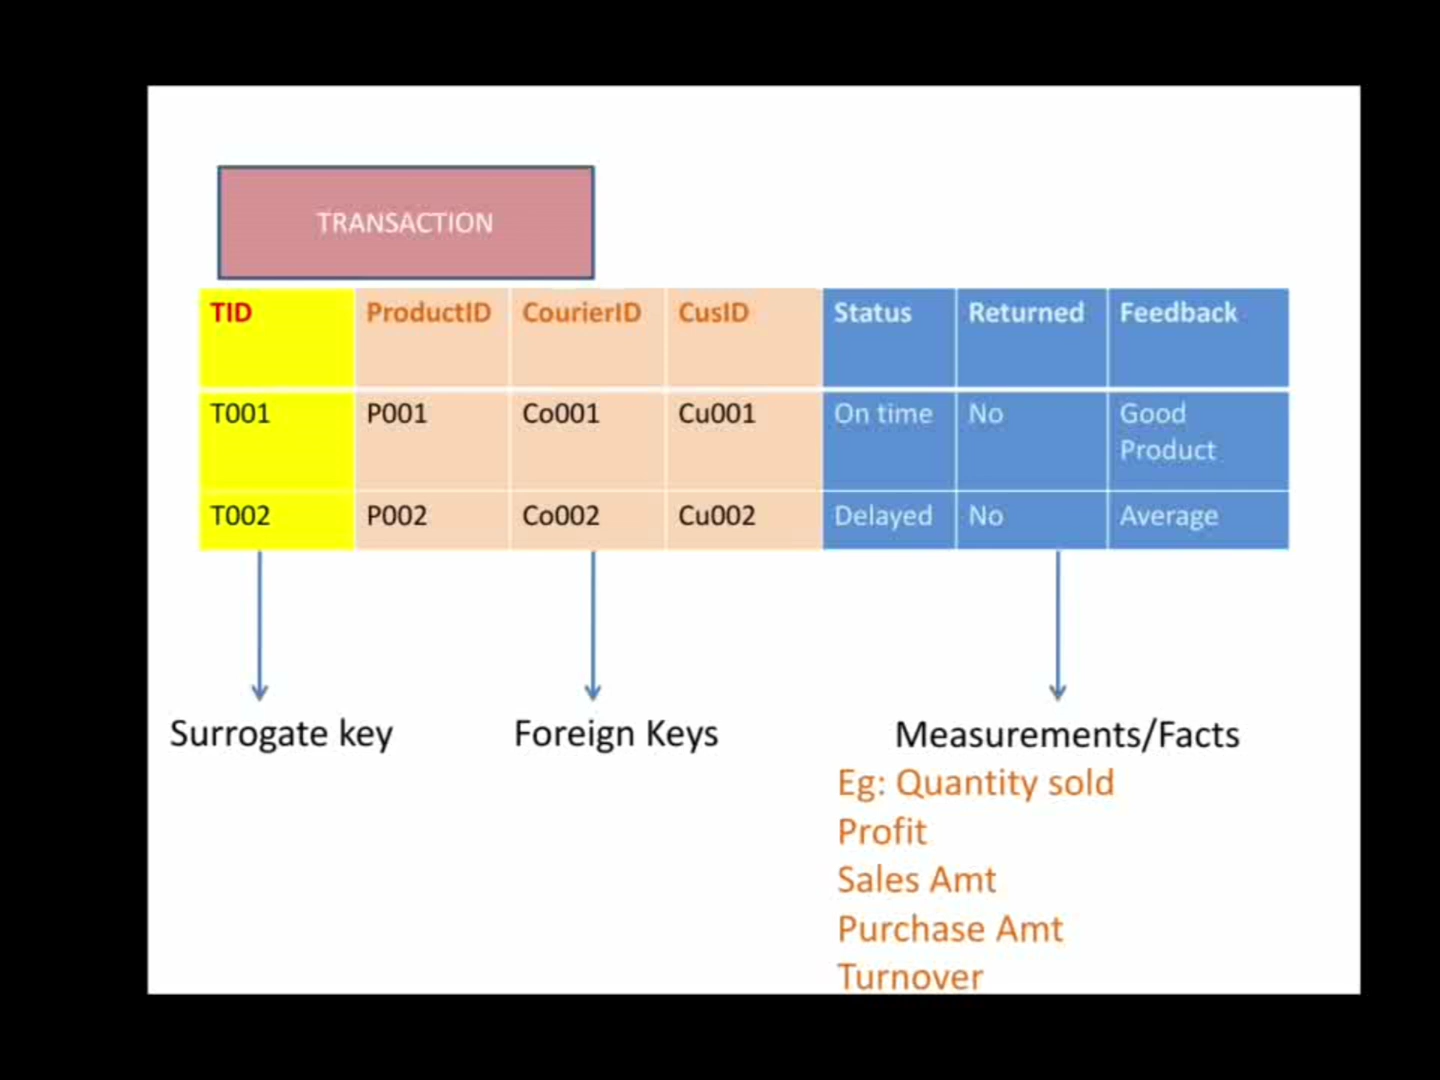 TRANSACTION
TID ProductID CourierID CusID Status Returned Feedback
T001 P001 Co001 Cu001 On time No Good
Product
T002 P002 Co002 Cu002 Delayed No Average
Surrogate key Foreign Keys Measurements/Facts
Eg: Quantity sold
Profit
Sales Amt
Purchase Amt
Turnover